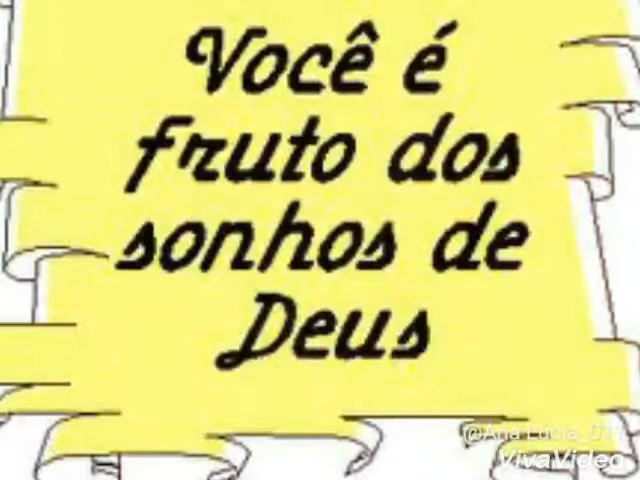 Você é
fruto dos
sonhos de
Deus
VivaVideo